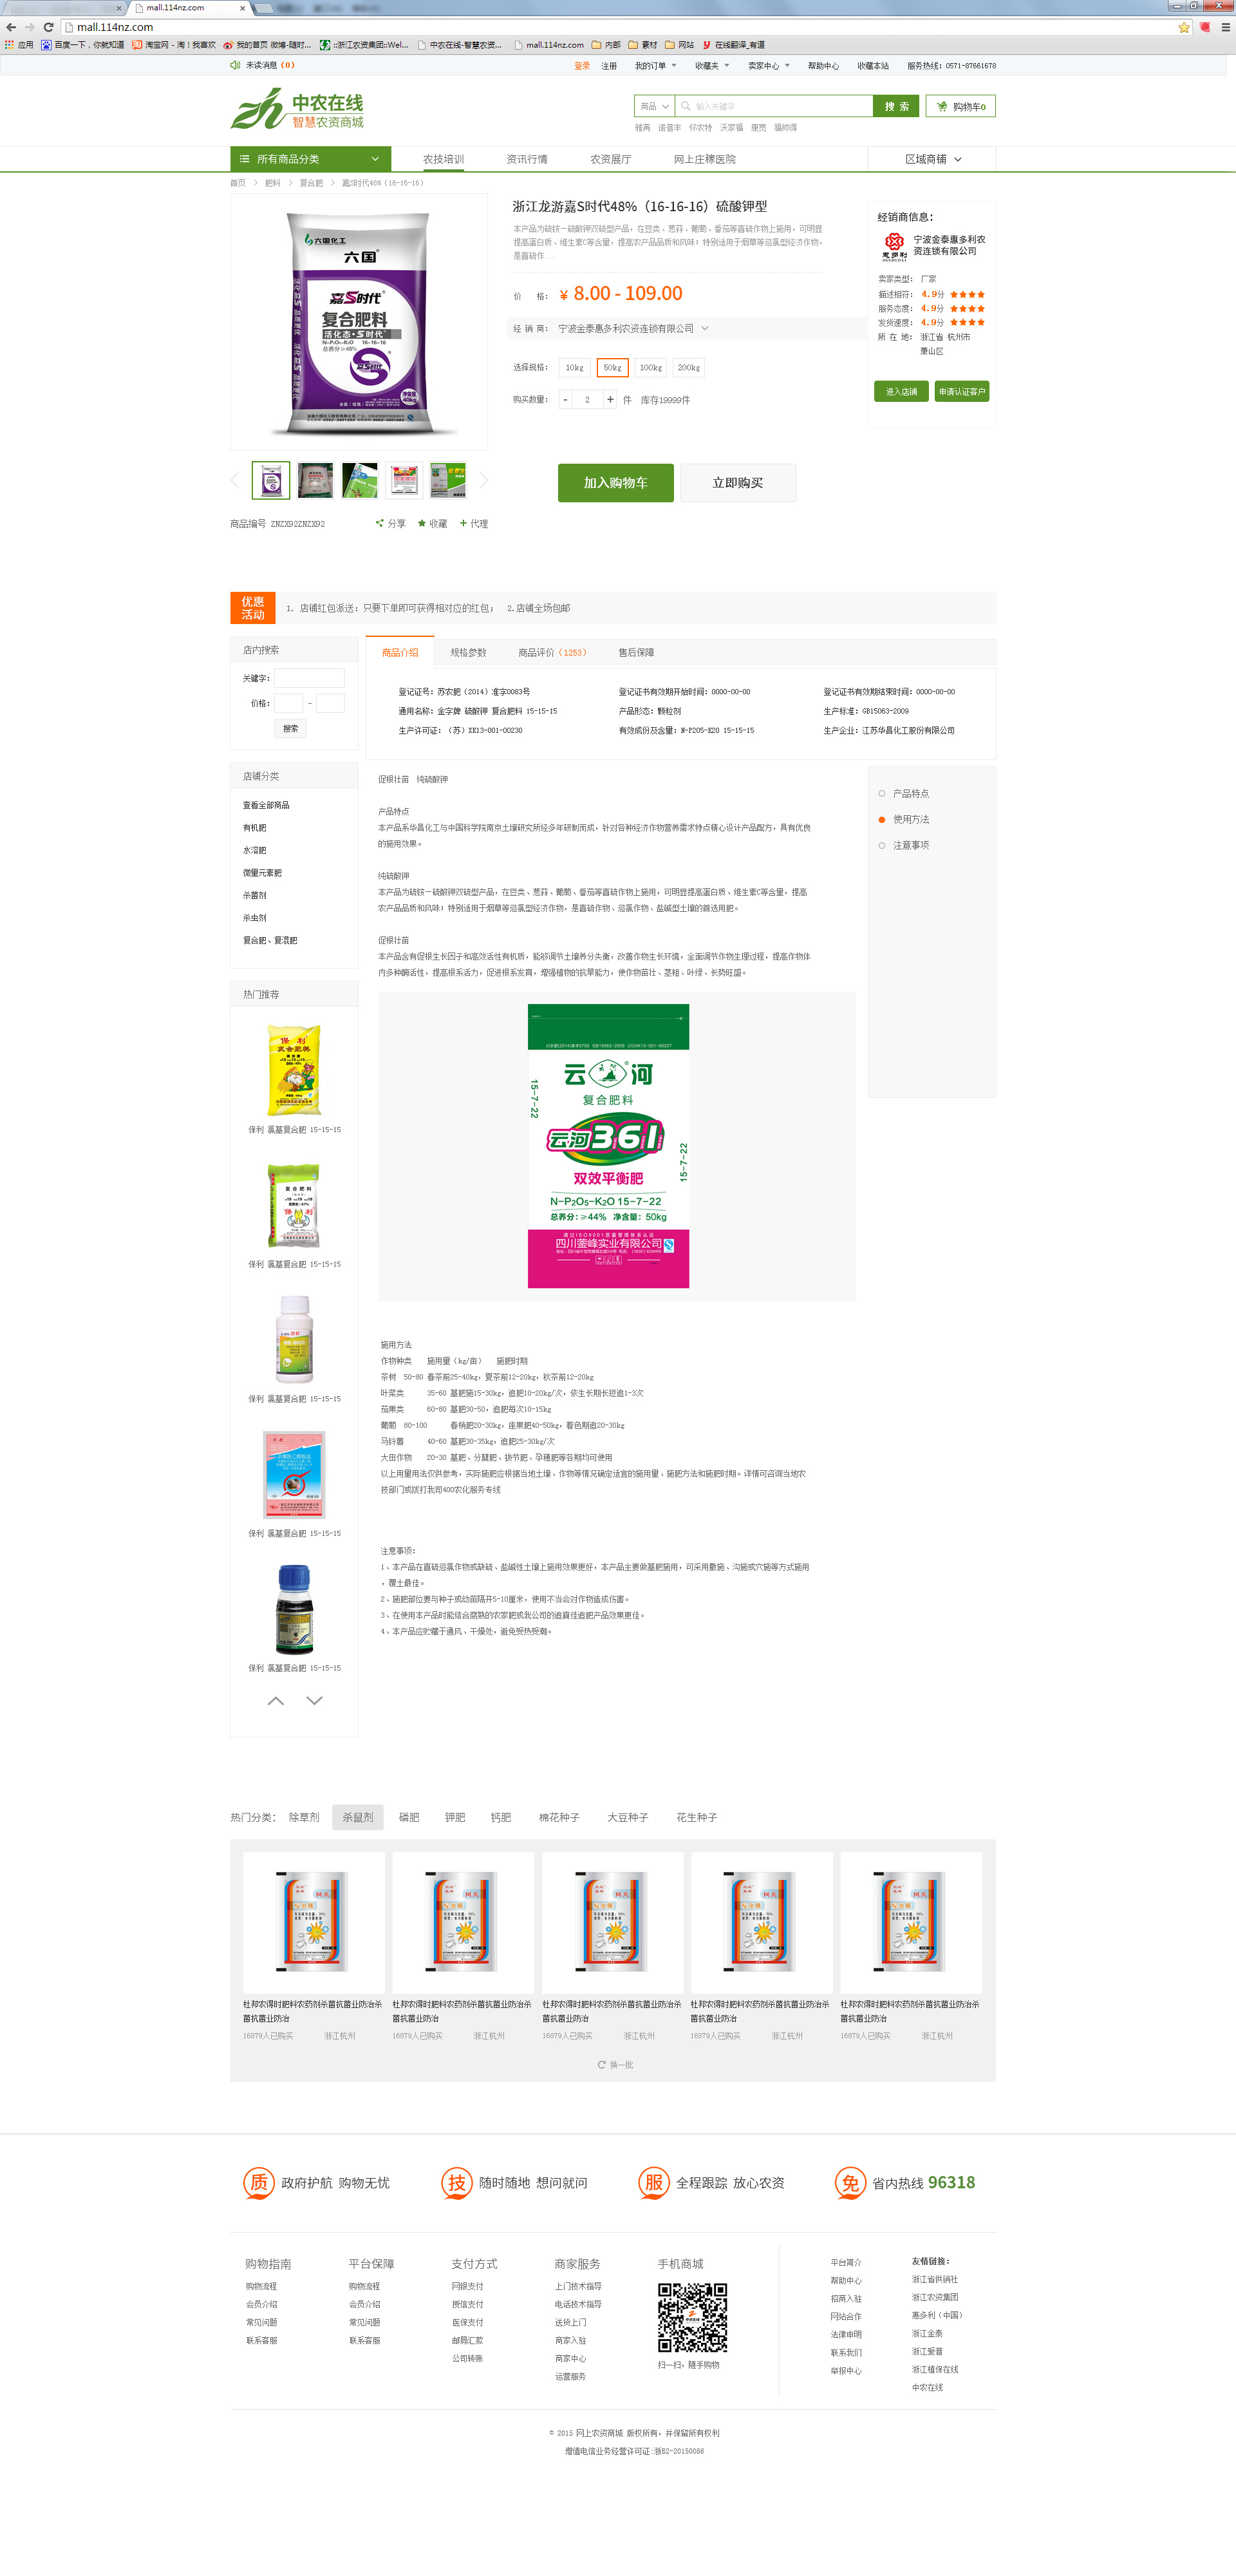 mall.114nz.com
mall.114nz.com
应用 百度一下，你就知道 淘宝网 - 淘！我喜欢 我的首页 微博-随时... ::浙江农资集团::Wel... 中农在线-智慧农资... mall.114nz.com 内部 素材 网站 在线翻译_有道
未读消息（0） 登录 注册 我的订单 收藏夹 卖家中心 帮助中心 收藏本站 服务热线：0571-87661678
中农在线
智慧农资商城
商品 输入关键字 搜 索 购物车0
雅苒 诺普丰 怀农特 沃家福 康宽 福帅得
所有商品分类 农技培训 资讯行情 农资展厅 网上庄稼医院 区域商铺
首页 肥料 复合肥 嘉S时代48%（16-16-16）
浙江龙游嘉S时代48%（16-16-16）硫酸钾型
本产品为硫铵－硫酸钾双硫型产品，在豆类、葱蒜、葡萄、番茄等喜硫作物上施用，可明显
提高蛋白质、维生素C等含量，提高农产品品质和风味；特别适用于烟草等忌氯型经济作物，
是喜硫作...
价 格： ￥ 8.00 - 109.00
经 销 商： 宁波金泰惠多利农资连锁有限公司
选择规格： 10kg 50kg 100kg 200kg
购买数量： - 2 + 件 库存19999件
加入购物车 立即购买
经销商信息：
惠多利
宁波金泰惠多利农
资连锁有限公司
卖家类型： 厂家
描述相符： 4.9分
服务态度： 4.9分
发货速度： 4.9分
所 在 地： 浙江省 杭州市
萧山区
进入店铺 申请认证客户
六国化工
六国
嘉S时代
复合肥料
活化态·S时代
N-P₂O₅-K₂O 16-16-16
总养分≥48%
商品编号 ZNZX92ZNZX92 分享 收藏 代理
优惠
活动
1. 店铺红包派送：只要下单即可获得相对应的红包； 2.店铺全场包邮
店内搜索
关键字：
价格： -
搜索
店铺分类
查看全部商品
有机肥
水溶肥
微量元素肥
杀菌剂
杀虫剂
复合肥、复混肥
热门推荐
保利 氯基复合肥 15-15-15
保利 氯基复合肥 15-15-15
保利 氯基复合肥 15-15-15
保利 氯基复合肥 15-15-15
保利 氯基复合肥 15-15-15
商品介绍 规格参数 商品评价（1253） 售后保障
登记证号：苏农肥（2014）准字0083号 登记证书有效期开始时间：0000-00-00 登记证书有效期结束时间：0000-00-00
通用名称：金字牌 硫酸钾 复合肥料 15-15-15 产品形态：颗粒剂 生产标准：GB15063-2009
生产许可证：（苏）XK13-001-00230 有效成份及含量：N-P2O5-K2O 15-15-15 生产企业：江苏华昌化工股份有限公司
促根壮苗 纯硫酸钾
产品特点
本产品系华昌化工与中国科学院南京土壤研究所经多年研制而成，针对各种经济作物营养需求特点精心设计产品配方，具有优良
的施用效果。
纯硫酸钾
本产品为硫铵－硫酸钾双硫型产品，在豆类、葱蒜、葡萄、番茄等喜硫作物上施用，可明显提高蛋白质、维生素C等含量，提高
农产品品质和风味；特别适用于烟草等忌氯型经济作物，是喜硫作物、忌氯作物、盐碱型土壤的首选用肥。
促根壮苗
本产品含有促根生长因子和高效活性有机质，能够调节土壤养分失衡，改善作物生长环境，全面调节作物生理过程，提高作物体
内多种酶活性，提高根系活力，促进根系发育，增强植物的抗旱能力，使作物苗壮、茎粗、叶绿、长势旺盛。
产品特点
使用方法
注意事项
云河
复合肥料
云河361
双效平衡肥
15-7-22
15-7-22
N-P₂O₅-K₂O 15-7-22
总养分：≥44% 净含量：50kg
通过ISO9001质量管理体系认证
四川蓥峰实业有限公司
施用方法
作物种类 施用量（kg/亩） 施肥时期
茶树 50-80 春茶前25-40kg，夏茶前12-20kg，秋茶前12-20kg
叶菜类 35-60 基肥施15-30kg，追肥10-20kg/次，依生长期长短追1-3次
茄果类 60-80 基肥30-50，追肥每次10-15kg
葡萄 80-100 春梢肥20-30kg，座果肥40-50kg，着色期追20-30kg
马铃薯 40-60 基肥30-35kg，追肥25-30kg/次
大田作物 20-30 基肥、分蘖肥、拔节肥、孕穗肥等各期均可使用
以上用量用法仅供参考，实际施肥应根据当地土壤、作物等情况确定适宜的施用量、施肥方法和施肥时期。详情可咨询当地农
技部门或拨打我司400农化服务专线
注意事项：
1、本产品在喜硫忌氯作物或缺硫、盐碱性土壤上施用效果更好，本产品主要做基肥施用，可采用撒施、沟施或穴施等方式施用
，覆土最佳。
2、施肥部位要与种子或幼苗隔开5-10厘米，使用不当会对作物造成伤害。
3、在使用本产品时能结合腐熟的农家肥或我公司的追真佳追肥产品效果更佳。
4、本产品应贮藏于通风、干燥处，避免受热受潮。
热门分类： 除草剂 杀鼠剂 磷肥 钾肥 钙肥 棉花种子 大豆种子 花生种子
杜邦农得时肥料农药剂杀菌抗菌业防治杀 杜邦农得时肥料农药剂杀菌抗菌业防治杀 杜邦农得时肥料农药剂杀菌抗菌业防治杀 杜邦农得时肥料农药剂杀菌抗菌业防治杀 杜邦农得时肥料农药剂杀菌抗菌业防治杀
菌抗菌业防治 菌抗菌业防治 菌抗菌业防治 菌抗菌业防治 菌抗菌业防治
16879人已购买 浙江杭州 16879人已购买 浙江杭州 16879人已购买 浙江杭州 16879人已购买 浙江杭州 16879人已购买 浙江杭州
换一批
质 政府护航 购物无忧 技 随时随地 想问就问 服 全程跟踪 放心农资 免 省内热线 96318
购物指南
购物流程
会员介绍
常见问题
联系客服
平台保障
购物流程
会员介绍
常见问题
联系客服
支付方式
网银支付
授信支付
医保支付
邮局汇款
公司转账
商家服务
上门技术指导
电话技术指导
送货上门
商家入驻
商家中心
运营服务
手机商城
扫一扫，随手购物
平台简介
帮助中心
招商入驻
网站合作
法律申明
联系我们
举报中心
友情链接：
浙江省供销社
浙江农资集团
惠多利（中国）
浙江金泰
浙江爱普
浙江植保在线
中农在线
© 2015 网上农资商城 版权所有，并保留所有权利
增值电信业务经营许可证:浙B2-20150086